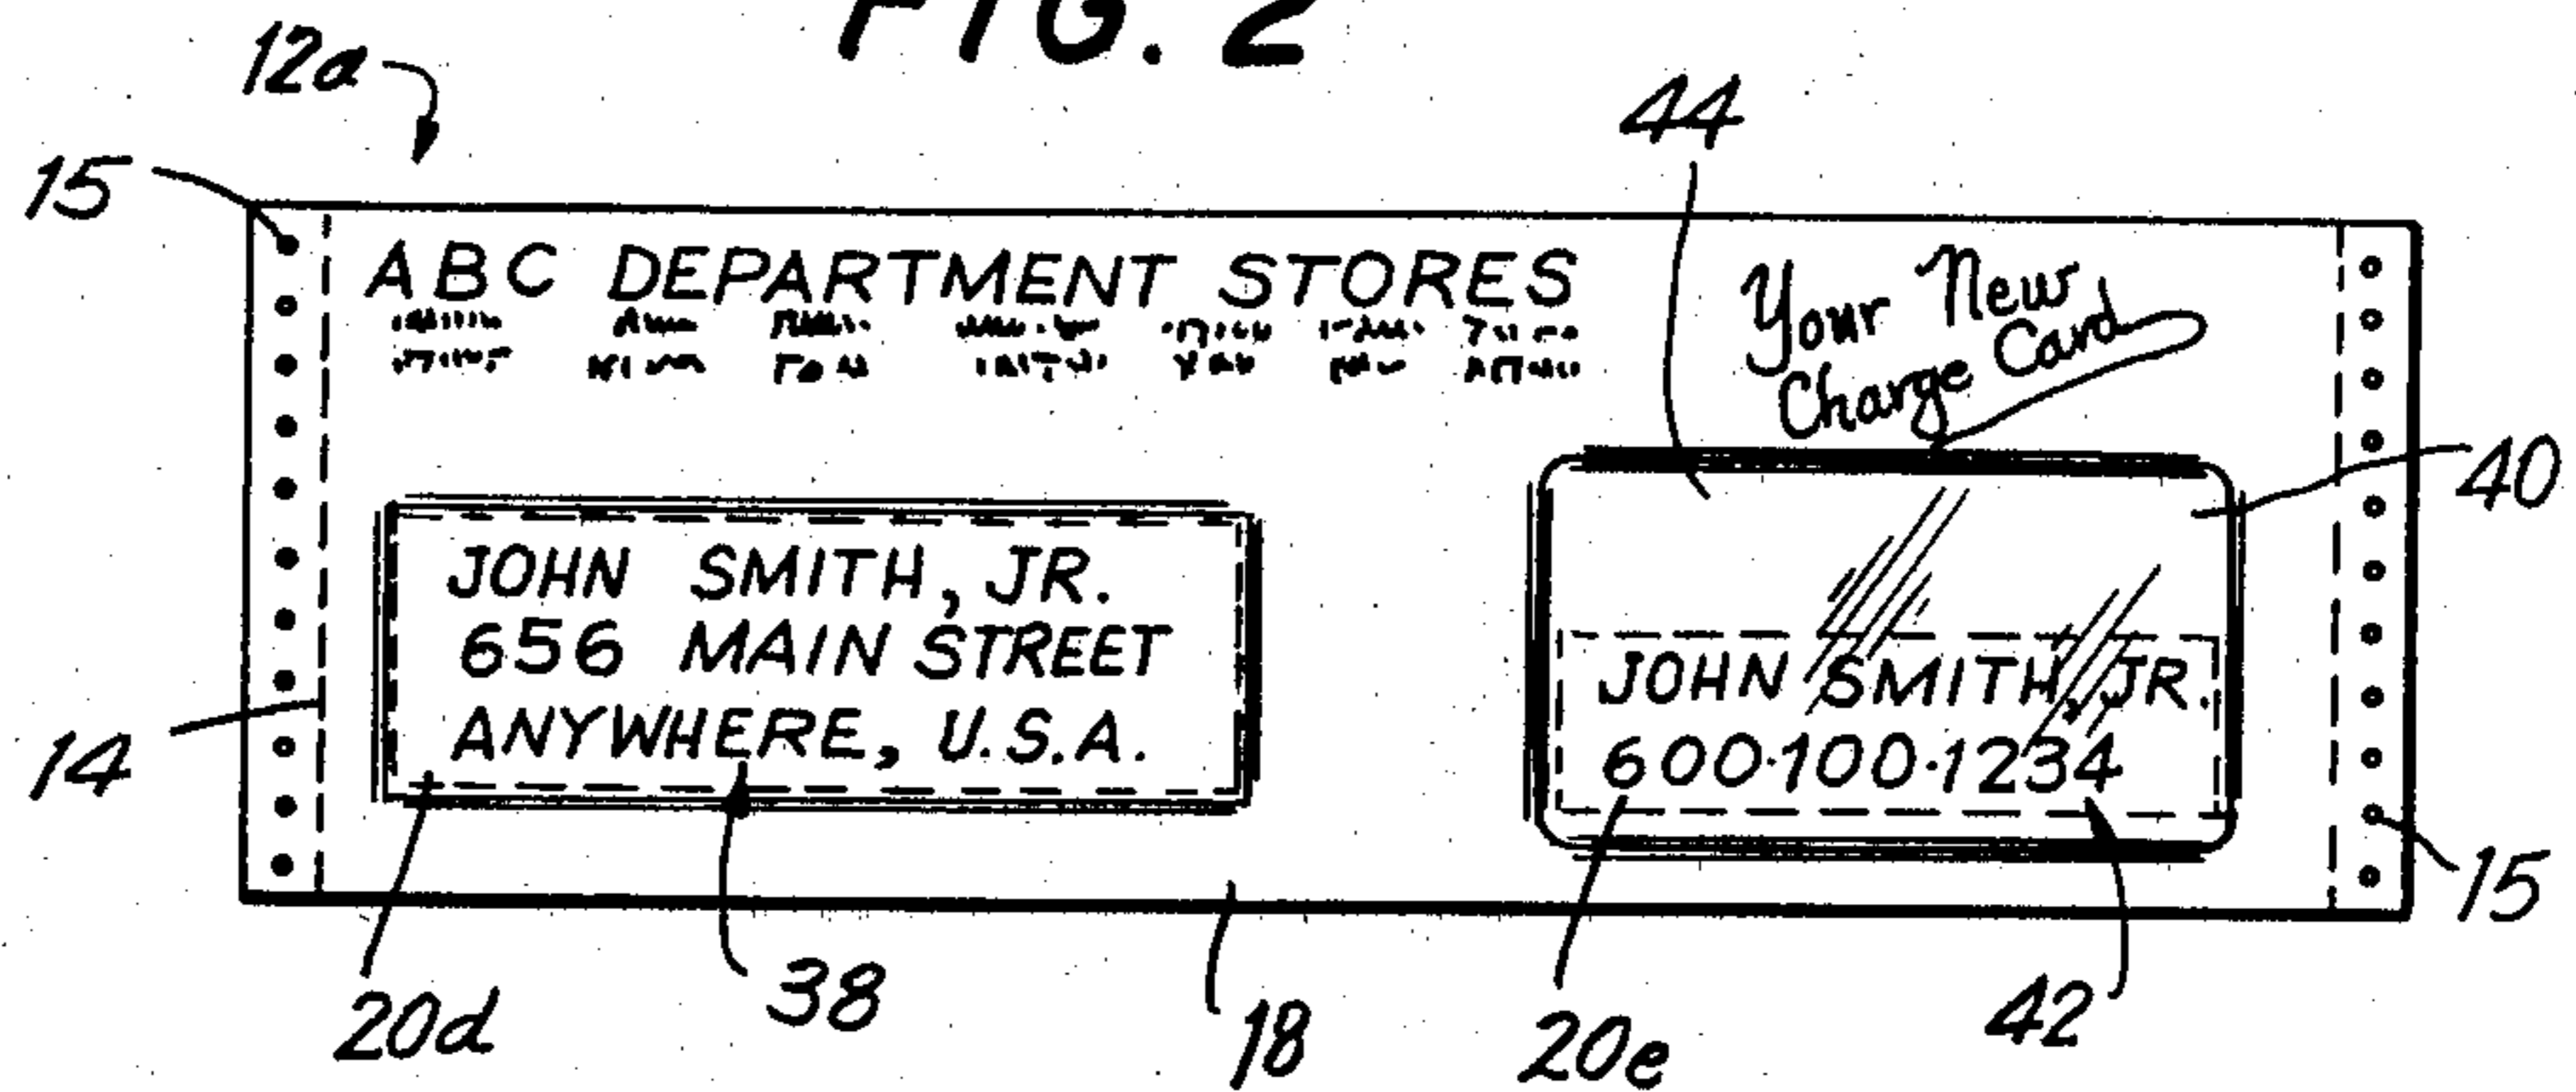 FIG. 2
12a
44
15
ABC DEPARTMENT STORES
Your New
Charge Card
40
JOHN SMITH, JR.
656 MAIN STREET
ANYWHERE, U.S.A.
JOHN SMITH, JR.
600·100·1234
14
15
20d
38
18
20e
42